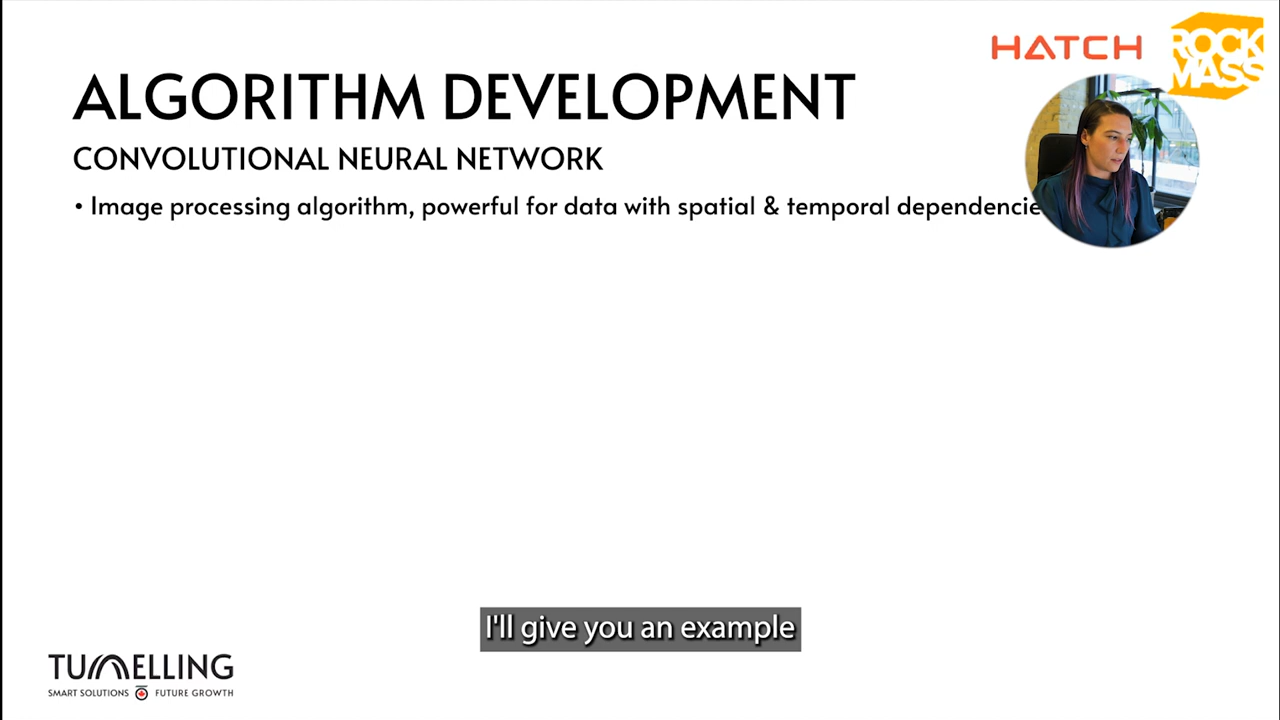 HATCH
ROCK
MASS
ALGORITHM DEVELOPMENT
CONVOLUTIONAL NEURAL NETWORK
• Image processing algorithm, powerful for data with spatial & temporal dependencie
I'll give you an example
TUNNELLING
SMART SOLUTIONS FUTURE GROWTH